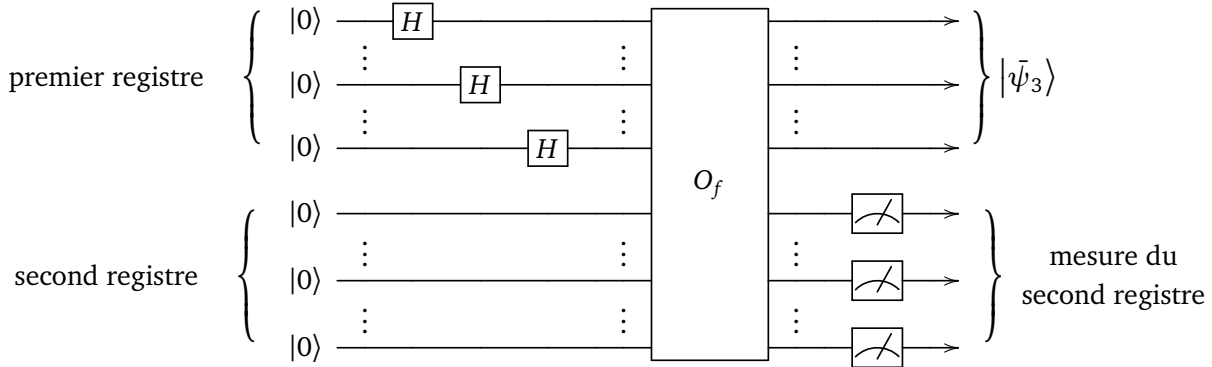 |0⟩ H
premier registre |0⟩ H |ψ̄₃⟩
|0⟩ H
O_f
|0⟩
second registre |0⟩ mesure du
second registre
|0⟩